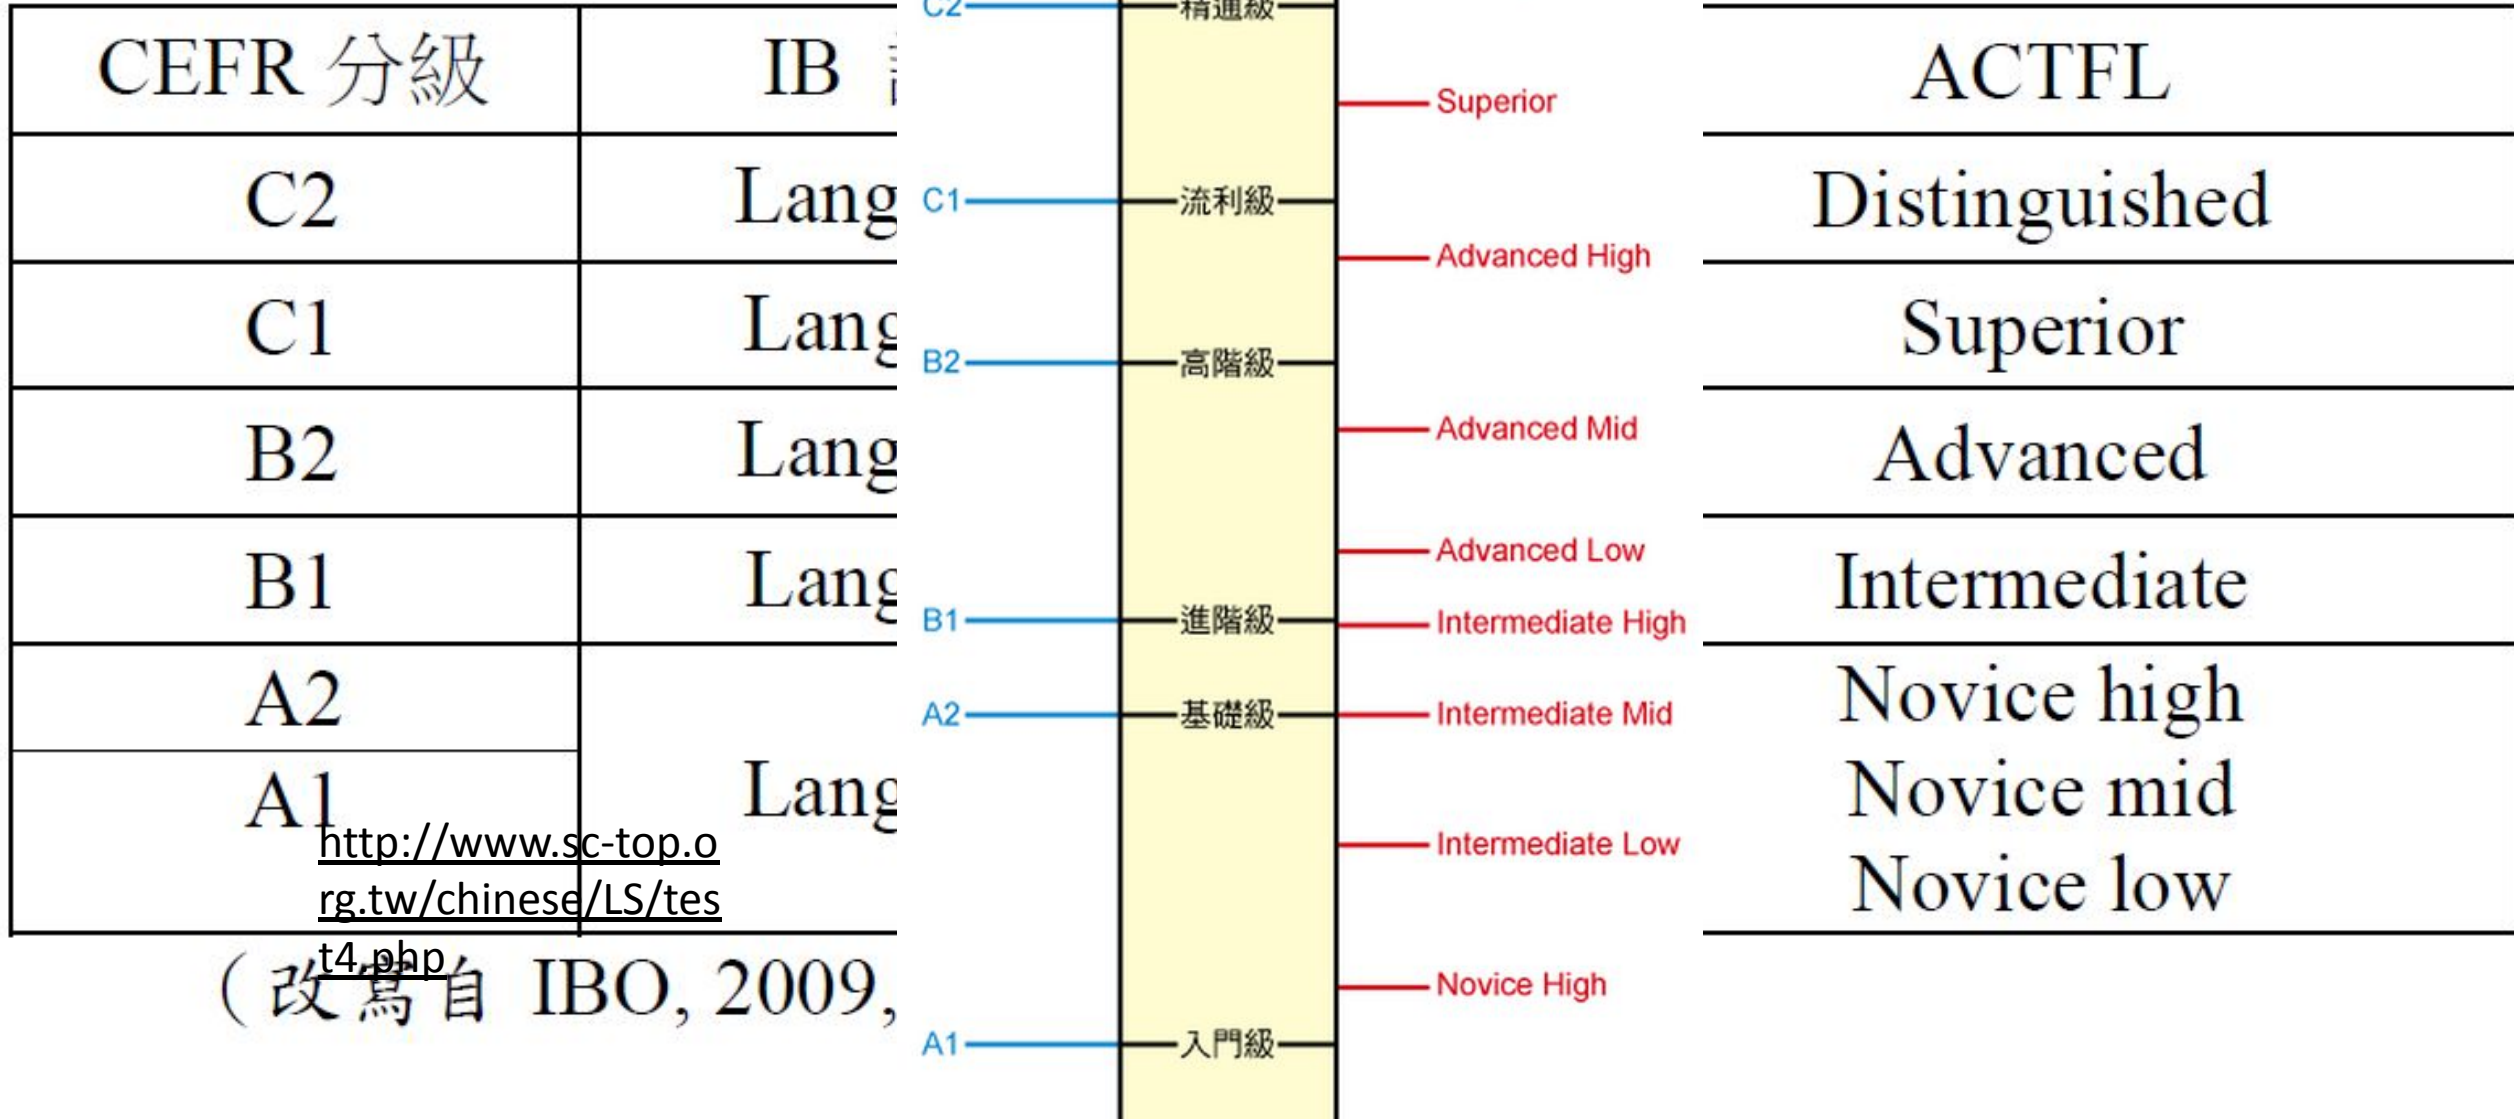 CEFR 分級
IB
ACTFL
C2
Lang
Distinguished
C1
Lang
Superior
B2
Lang
Advanced
B1
Lang
Intermediate
A2
A1
Lang
Novice high
Novice mid
Novice low
(改寫自 IBO, 2009,
http://www.sc-top.o
rg.tw/chinese/LS/tes
t4.php
C2 精通級
Superior
C1 流利級
Advanced High
B2 高階級
Advanced Mid
Advanced Low
B1 進階級 Intermediate High
A2 基礎級 Intermediate Mid
Intermediate Low
Novice High
A1 入門級